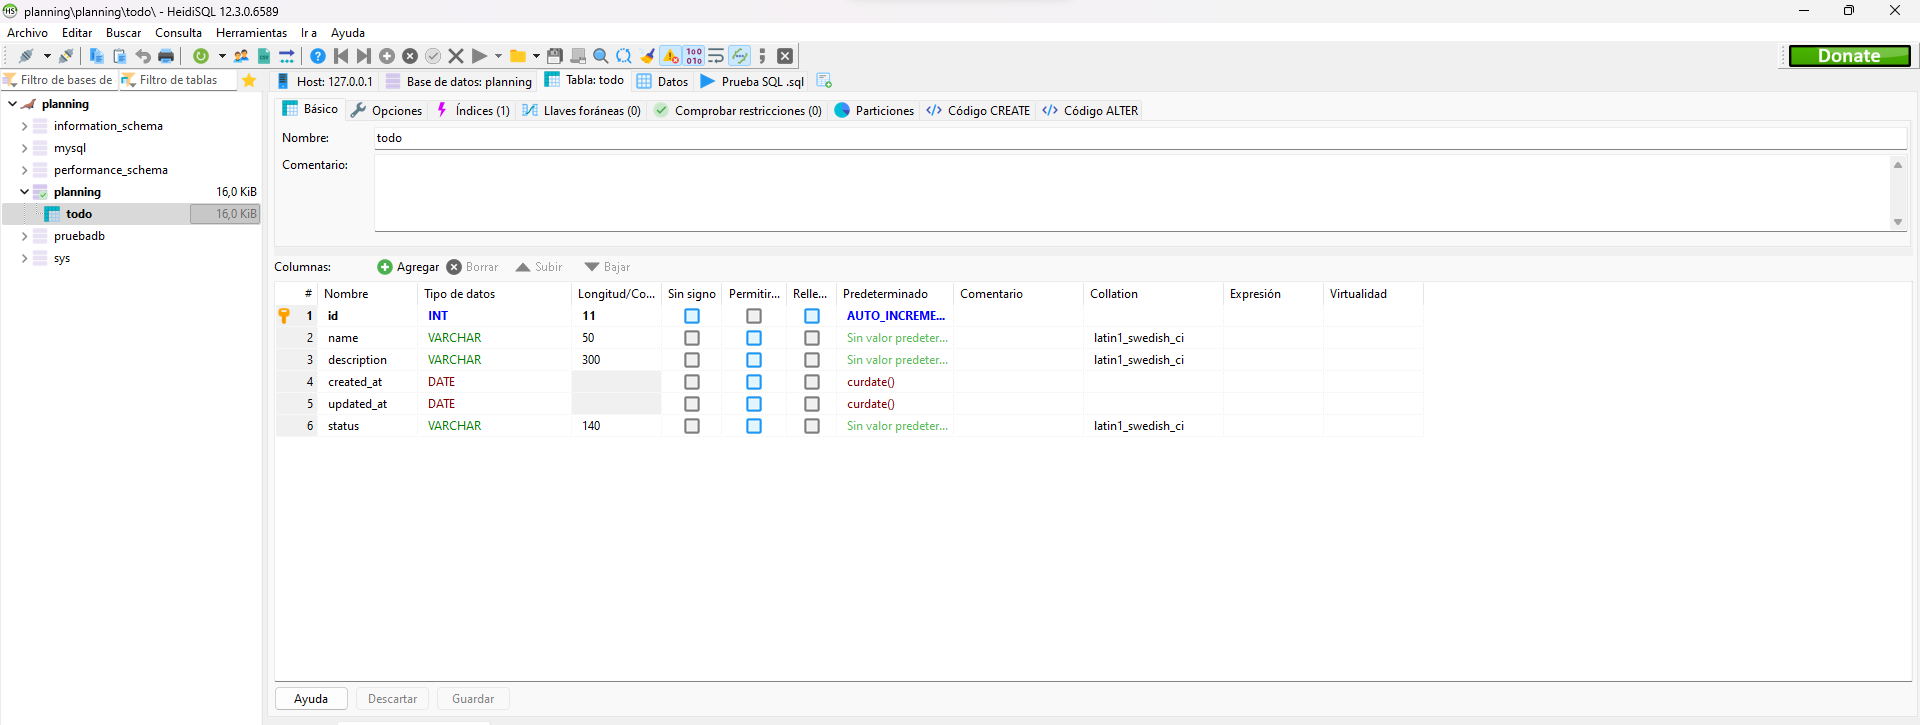 planning\planning\todo\ - HeidiSQL 12.3.0.6589
Archivo Editar Buscar Consulta Herramientas Ir a Ayuda
Donate
Filtro de bases de Filtro de tablas
Host: 127.0.0.1 Base de datos: planning Tabla: todo Datos Prueba SQL .sql
planning
information_schema
mysql
performance_schema
planning 16,0 KiB
todo 16,0 KiB
pruebadb
sys
Básico Opciones Índices (1) Llaves foráneas (0) Comprobar restricciones (0) Particiones Código CREATE Código ALTER
Nombre: todo
Comentario:
Columnas: Agregar Borrar Subir Bajar
# Nombre Tipo de datos Longitud/Co... Sin signo Permitir... Relle... Predeterminado Comentario Collation Expresión Virtualidad
1 id INT 11 AUTO_INCREME...
2 name VARCHAR 50 Sin valor predeter... latin1_swedish_ci
3 description VARCHAR 300 Sin valor predeter... latin1_swedish_ci
4 created_at DATE curdate()
5 updated_at DATE curdate()
6 status VARCHAR 140 Sin valor predeter... latin1_swedish_ci
Ayuda Descartar Guardar